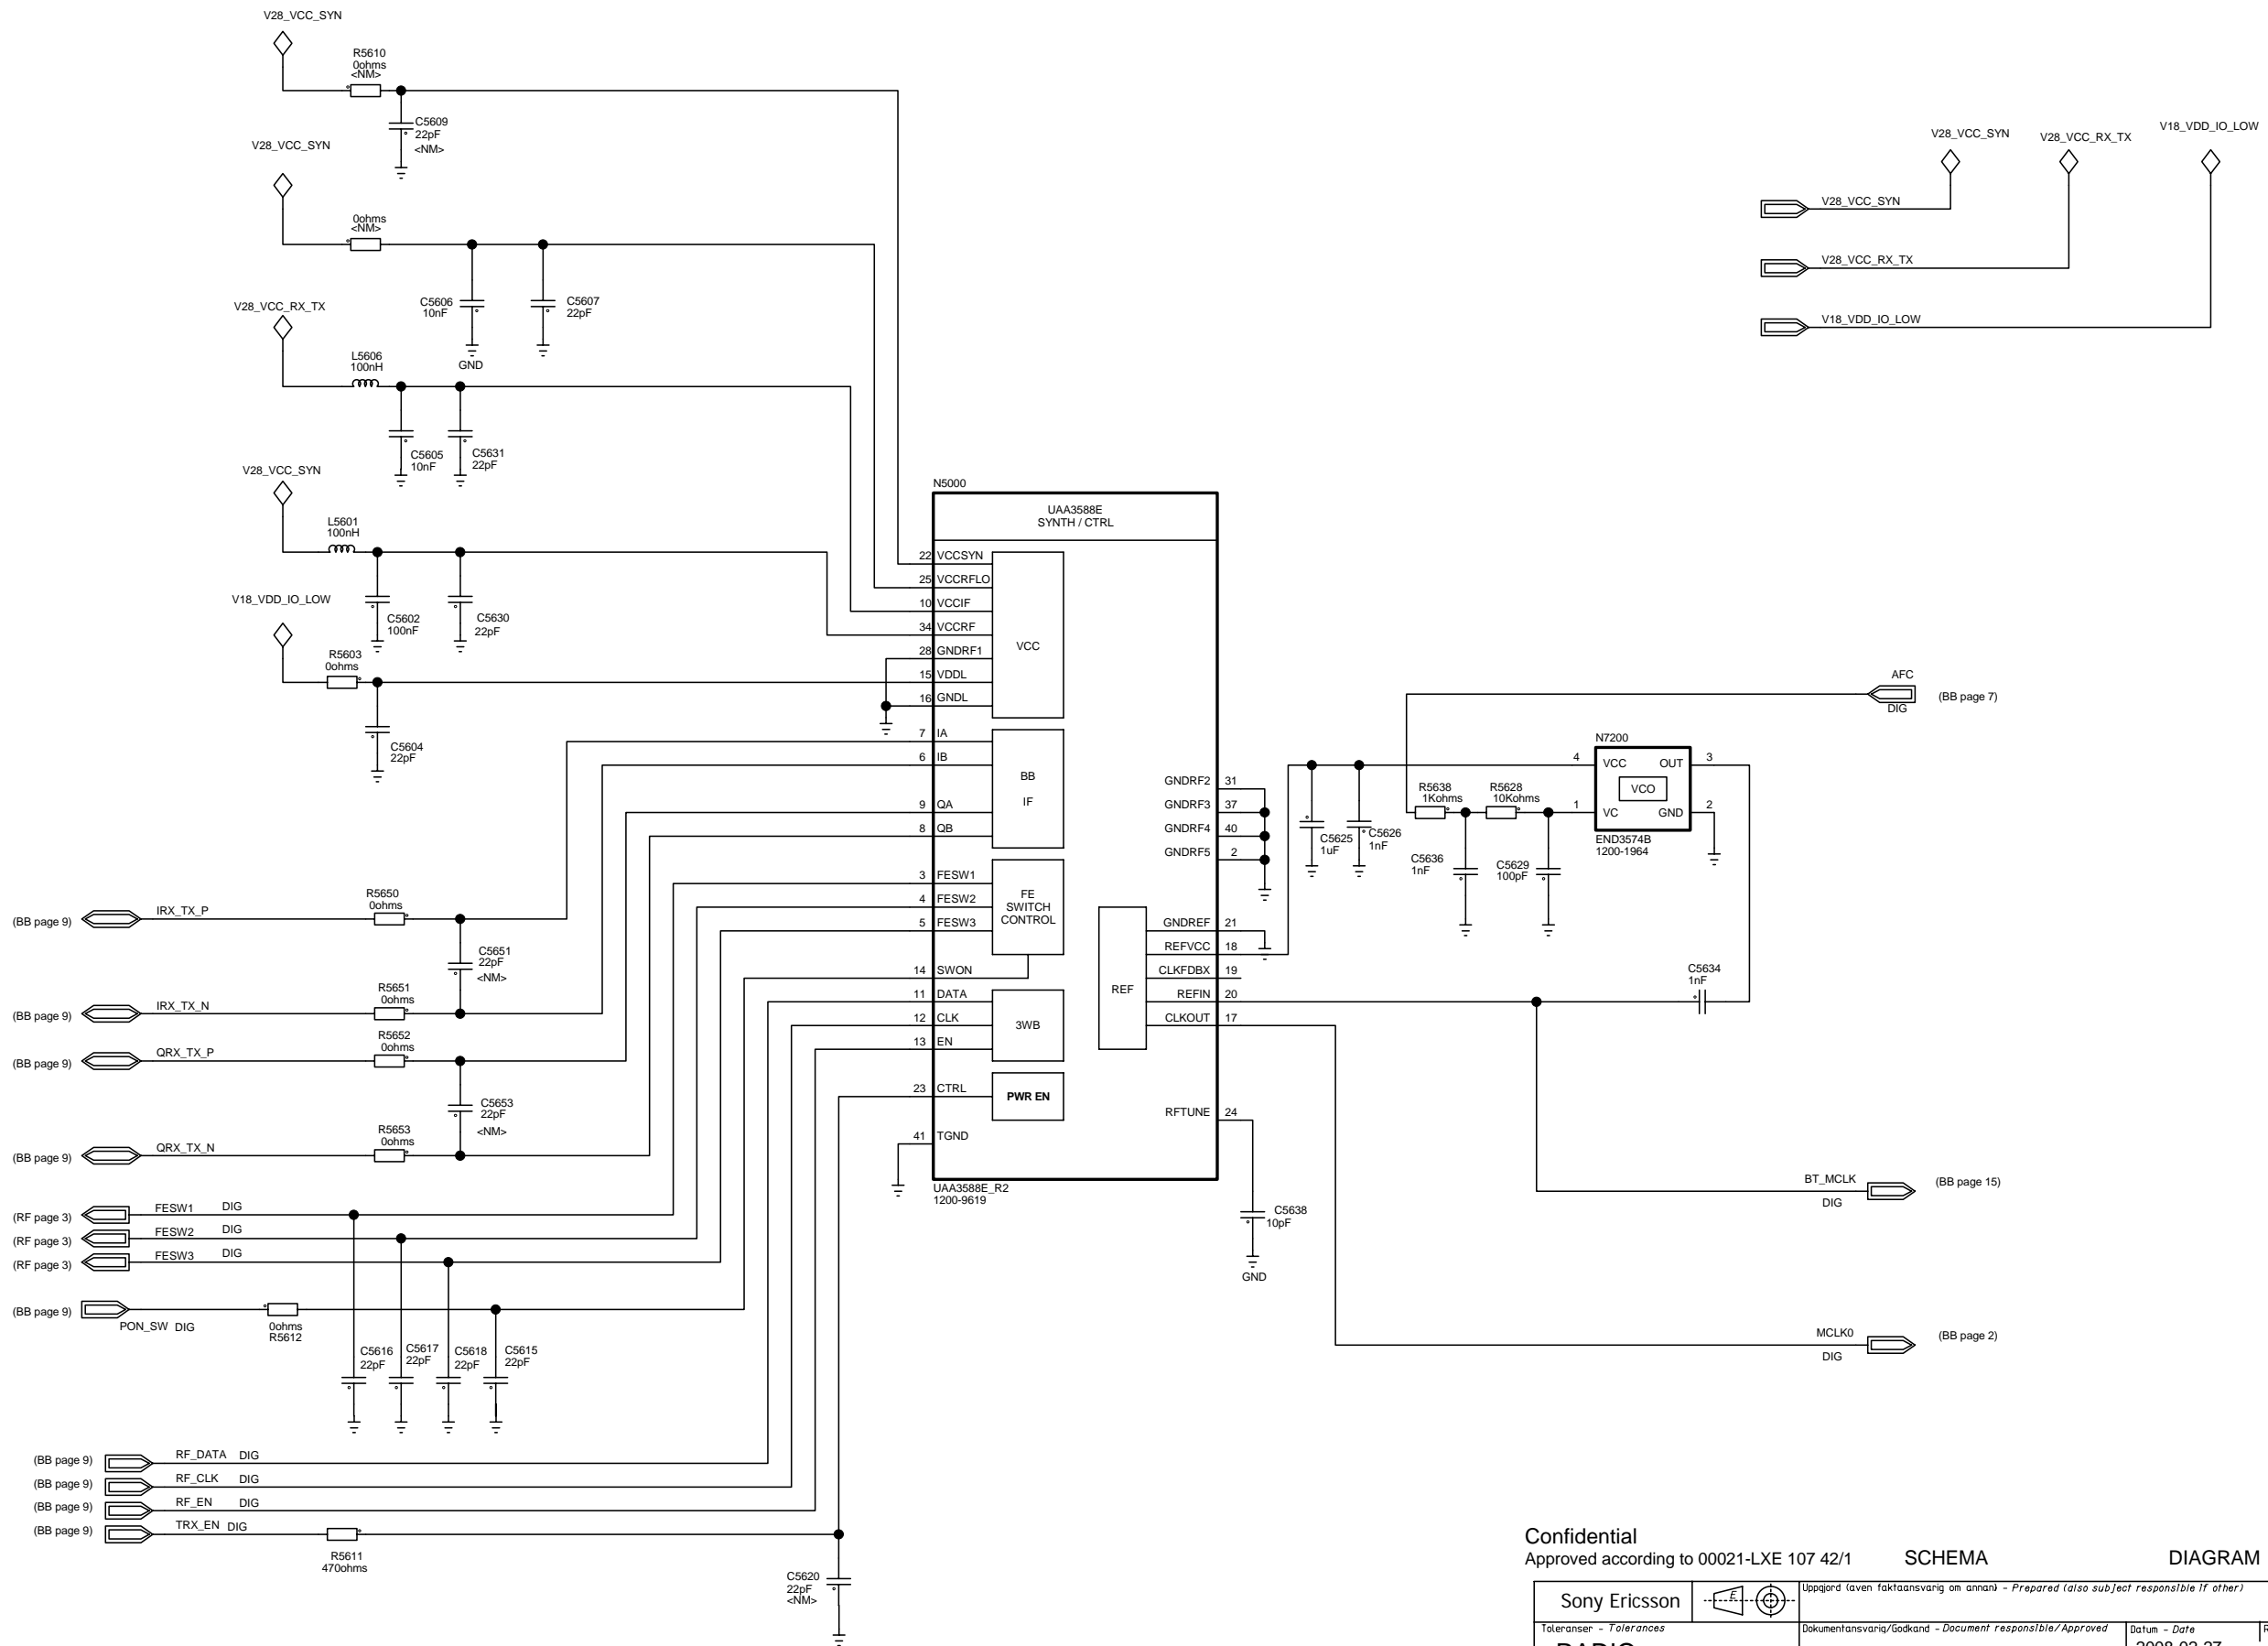 V28_VCC_SYN
R5610
0ohms
<NM>
C5609
22pF
<NM>
V28_VCC_SYN
0ohms
<NM>
C5606
10nF
GND
C5607
22pF
V28_VCC_RX_TX
L5606
100nH
C5605
10nF
C5631
22pF
V28_VCC_SYN
L5601
100nH
C5602
100nF
C5630
22pF
V18_VDD_IO_LOW
R5603
0ohms
C5604
22pF
V28_VCC_SYN
V28_VCC_RX_TX
V18_VDD_IO_LOW
V28_VCC_SYN
V28_VCC_RX_TX
V18_VDD_IO_LOW
N5000
UAA3588E
SYNTH / CTRL
22 VCCSYN
25 VCCRFLO
10 VCCIF
34 VCCRF
28 GNDRF1
15 VDDL
16 GNDL
VCC
7 IA
6 IB
9 QA
8 QB
BB
IF
3 FESW1
4 FESW2
5 FESW3
FE
SWITCH
CONTROL
14 SWON
11 DATA
12 CLK
13 EN
3WB
23 CTRL
PWR EN
41 TGND
GNDRF2 31
GNDRF3 37
GNDRF4 40
GNDRF5 2
REF
GNDREF 21
REFVCC 18
CLKFDBX 19
REFIN 20
CLKOUT 17
RFTUNE 24
UAA3588E_R2
1200-9619
C5638
10pF
GND
AFC
DIG
(BB page 7)
N7200
4 VCC OUT 3
VCO
1 VC GND 2
END3574B
1200-1964
R5638
1Kohms
R5628
10Kohms
C5625
1uF
C5626
1nF
C5636
1nF
C5629
100pF
C5634
1nF
BT_MCLK
DIG
(BB page 15)
MCLK0
DIG
(BB page 2)
(BB page 9) IRX_TX_P
R5650
0ohms
C5651
22pF
<NM>
(BB page 9) IRX_TX_N
R5651
0ohms
(BB page 9) QRX_TX_P
R5652
0ohms
C5653
22pF
<NM>
(BB page 9) QRX_TX_N
R5653
0ohms
(RF page 3) FESW1 DIG
(RF page 3) FESW2 DIG
(RF page 3) FESW3 DIG
(BB page 9) PON_SW DIG
0ohms
R5612
C5616
22pF
C5617
22pF
C5618
22pF
C5615
22pF
(BB page 9) RF_DATA DIG
(BB page 9) RF_CLK DIG
(BB page 9) RF_EN DIG
(BB page 9) TRX_EN DIG
R5611
470ohms
C5620
22pF
<NM>
Confidential
Approved according to 00021-LXE 107 42/1 SCHEMA DIAGRAM
Sony Ericsson
E
Uppgjord (aven faktaansvarig om annan) - Prepared (also subject responsible if other)
Toleranser - Tolerances
Dokumentansvarig/Godkand - Document responsible/Approved
Datum - Date